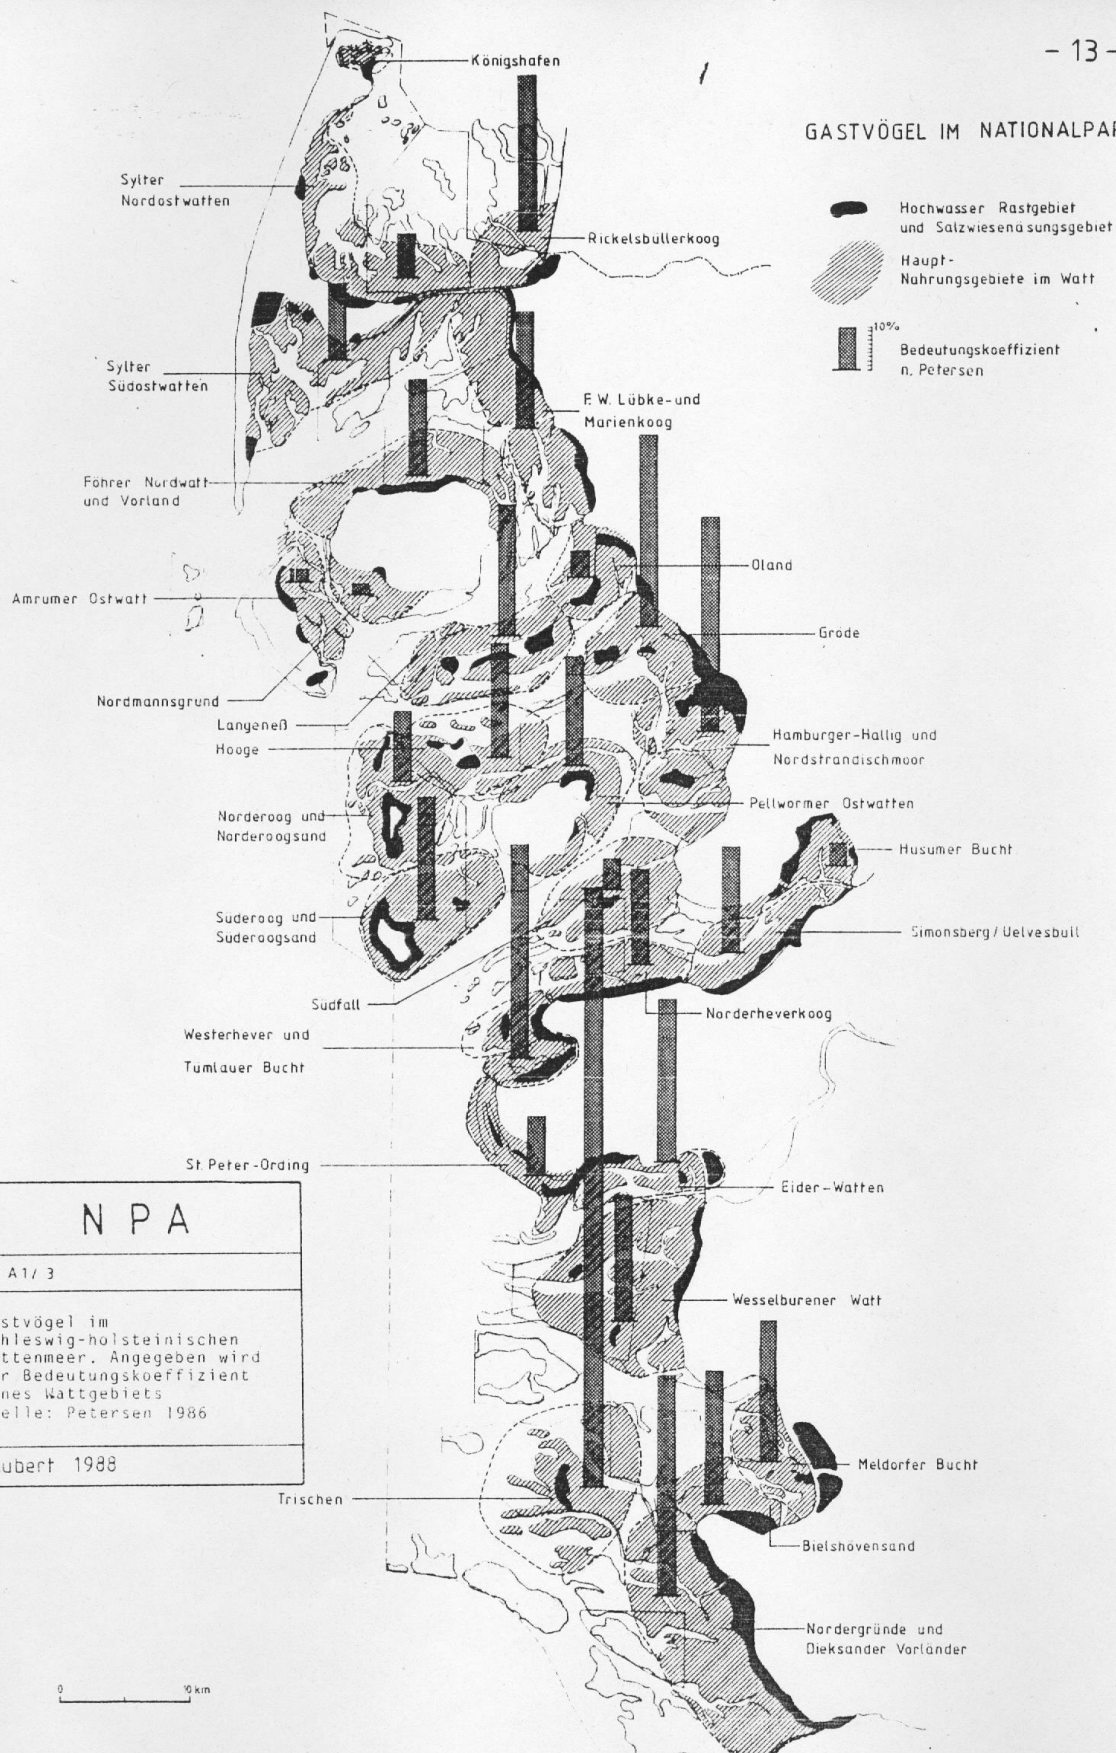 - 13 -
GASTVÖGEL IM NATIONALPAR
Hochwasser Rastgebiet
und Salzwiesenäsungsgebiet
Haupt-
Nahrungsgebiete im Watt
10%
Bedeutungskoeffizient
n. Petersen
Königshafen
Sylter
Nordostwatten
Rickelsbüllerkoog
Sylter
Südostwatten
F. W. Lübke-und
Marienkoog
Föhrer Nordwatt
und Vorland
Oland
Amrumer Ostwatt
Gröde
Nordmannsgrund
Langeneß
Hooge
Hamburger-Hallig und
Nordstrandischmoor
Pellwormer Ostwatten
Norderoog und
Norderoogsand
Husumer Bucht
Süderoog und
Süderoogsand
Simonsberg/Uelvesbüll
Südfall
Norderheverkoog
Westerhever und
Tümlauer Bucht
St. Peter-Ording
Eider-Watten
NPA
A1/ 3
stvögel im
hleswig-holsteinischen
ttenmeer. Angegeben wird
r Bedeutungskoeffizient
nes Wattgebiets
elle: Petersen 1986
ubert 1988
Wesselburener Watt
Meldorfer Bucht
Trischen
Bielshövensand
Nordergründe und
Dieksander Vorländer
0 10 km